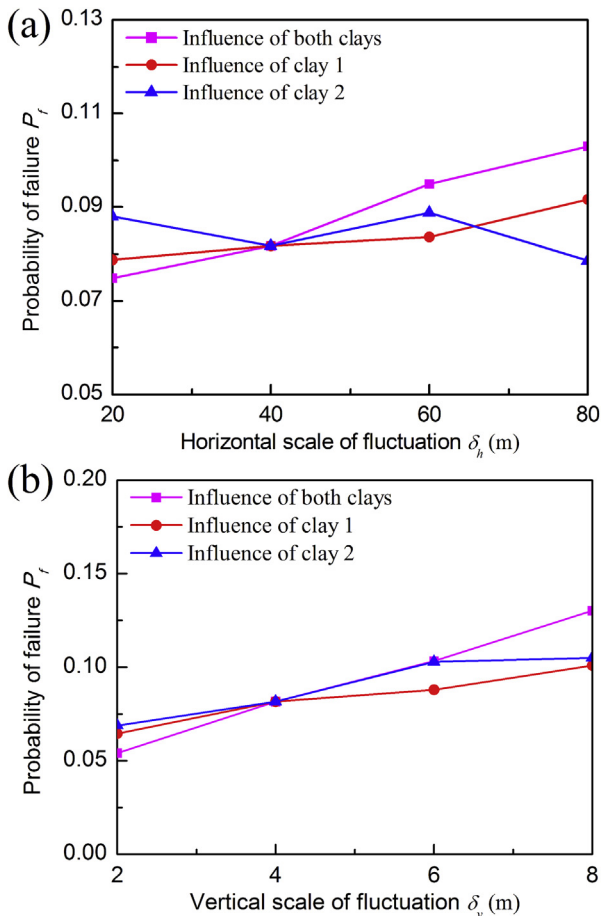 (a)
0.13
0.11
0.09
0.07
0.05
Probability of failure Pf
Influence of both clays
Influence of clay 1
Influence of clay 2
20 40 60 80
Horizontal scale of fluctuation δh (m)
(b)
0.20
0.15
0.10
0.05
0.00
Probability of failure Pf
Influence of both clays
Influence of clay 1
Influence of clay 2
2 4 6 8
Vertical scale of fluctuation δv (m)